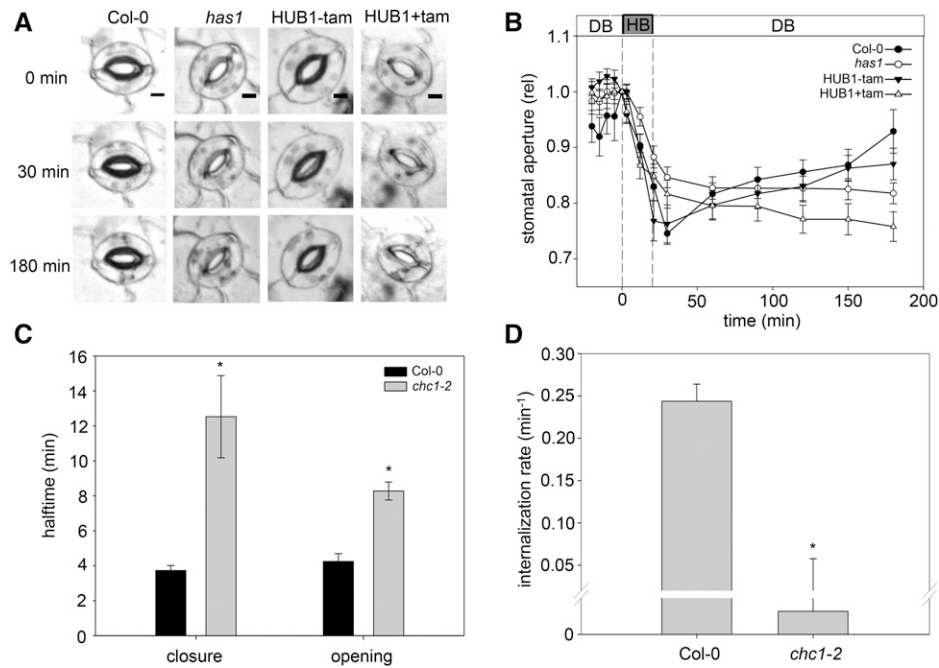 A
Col-0 has1 HUB1-tam HUB1+tam
0 min
30 min
180 min
B
DB HB DB
stomatal aperture (rel)
1.1
1.0
0.9
0.8
0.7
Col-0
has1
HUB1-tam
HUB1+tam
0 50 100 150 200
time (min)
C
halftime (min)
16
14
12
10
8
6
4
2
0
Col-0
chc1-2
* *
closure opening
D
internalization rate (min⁻¹)
0.30
0.25
0.20
0.15
0.10
0.05
0
*
Col-0 chc1-2